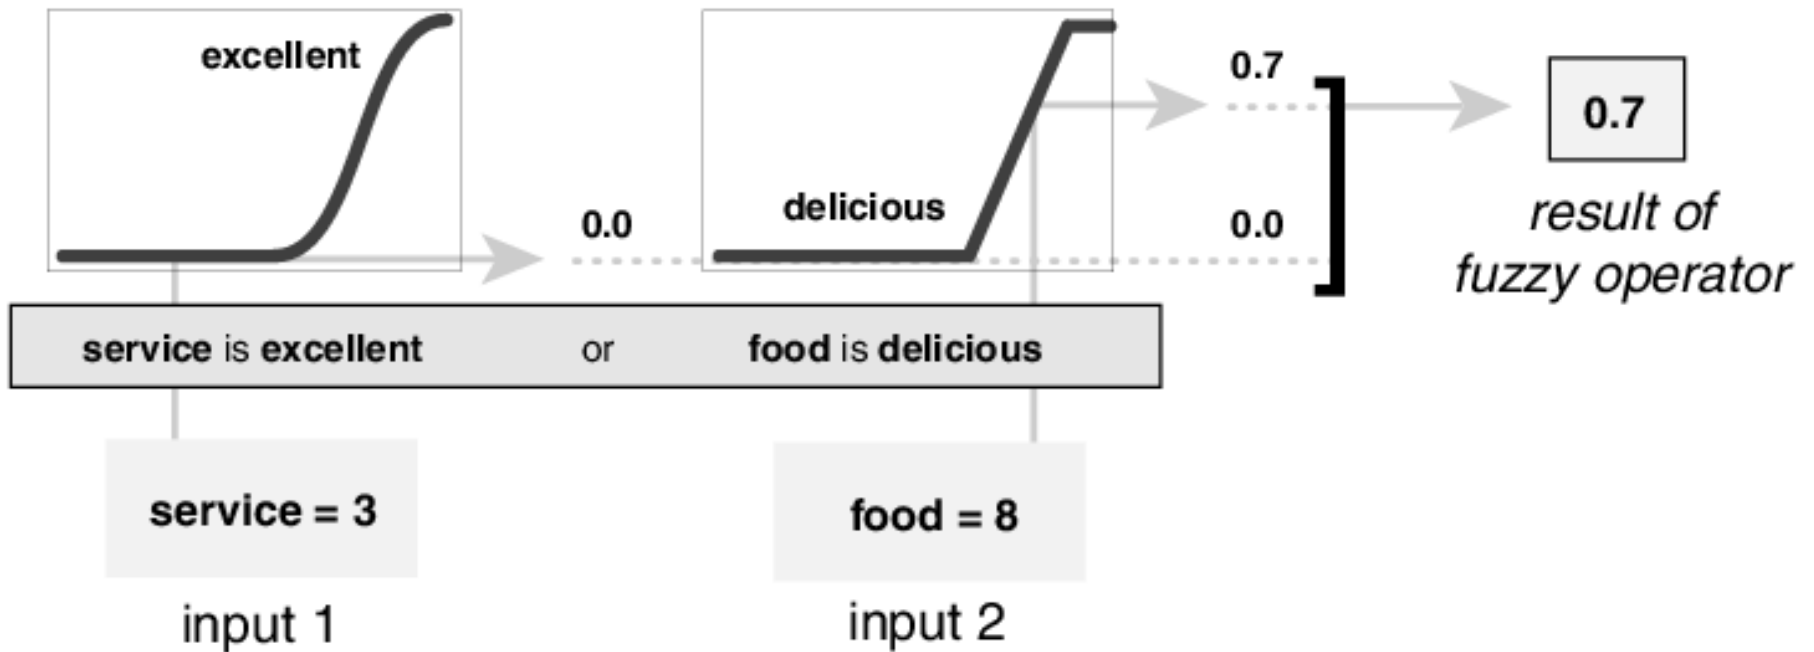 excellent
0.0
delicious
0.7
0.0
0.7
result of
fuzzy operator
service is excellent or food is delicious
service = 3
food = 8
input 1
input 2